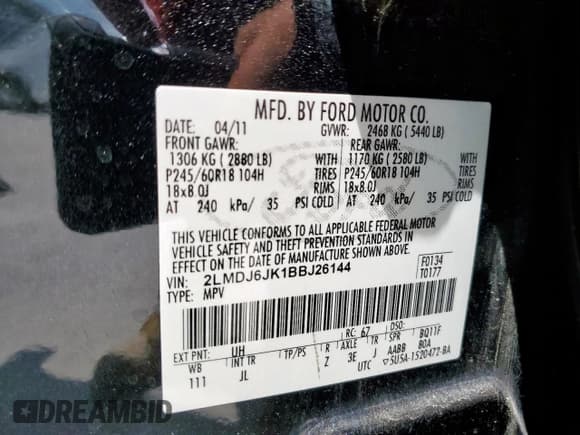 MFD. BY FORD MOTOR CO.
DATE: 04/11 GVWR: 2468 KG ( 5440 LB)
FRONT GAWR: REAR GAWR:
1306 KG ( 2880 LB) WITH 1170 KG ( 2580 LB) WITH
P245/60R18 104H TIRES P245/60R18 104H TIRES
18x8.0J RIMS 18x8.0J RIMS
AT 240 kPa/ 35 PSI COLD AT 240 kPa/ 35 PSI COLD
THIS VEHICLE CONFORMS TO ALL APPLICABLE FEDERAL MOTOR
VEHICLE SAFETY AND THEFT PREVENTION STANDARDS IN
EFFECT ON THE DATE OF MANUFACTURE SHOWN ABOVE.
VIN: 2LMDJ6JK1BBJ26144 F0134
TYPE: MPV T0177
RC: 67 DSO:
EXT PNT: UH R AXLE TR SPR BQ11F
WB INT TR TP/PS Z 3E J AABB BOA
111 JL UTC 5U5A-1520472-BA
DREAMBID